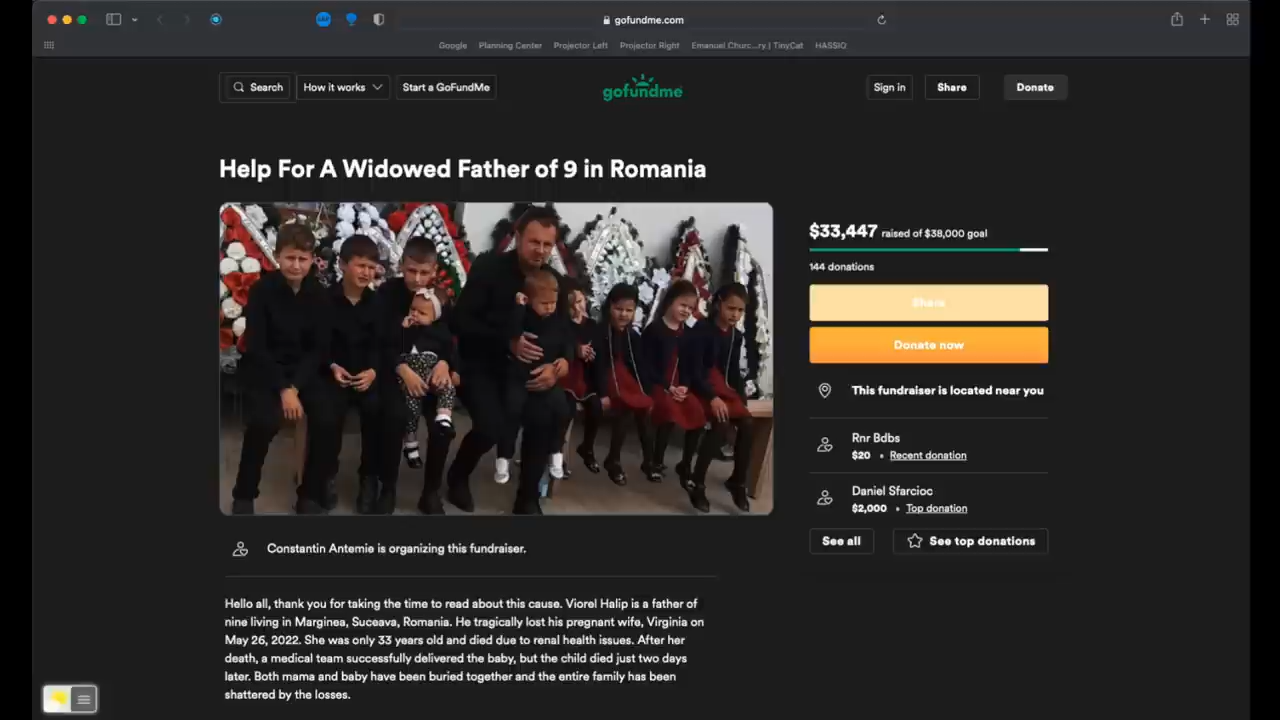 gofundme.com
Google
Planning Center
Projector Left
Projector Right
Emanuel Churc...ry | TinyCat
HASSIO
Search
How it works
Start a GoFundMe
gofundme
Sign in
Share
Donate
Help For A Widowed Father of 9 in Romania
$33,447 raised of $38,000 goal
144 donations
Share
Donate now
This fundraiser is located near you
Rnr Bdbs
$20 • Recent donation
Daniel Sfarcioc
$2,000 • Top donation
See all
See top donations
Constantin Antemie is organizing this fundraiser.
Hello all, thank you for taking the time to read about this cause. Viorel Halip is a father of
nine living in Marginea, Suceava, Romania. He tragically lost his pregnant wife, Virginia on
May 26, 2022. She was only 33 years old and died due to renal health issues. After her
death, a medical team successfully delivered the baby, but the child died just two days
later. Both mama and baby have been buried together and the entire family has been
shattered by the losses.